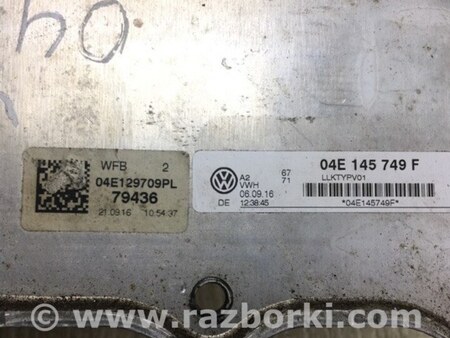 04
WFB 2
04E129709PL
79436
21.09.16 10:54:37
A2
VWH
06.09.16
DE 12:38:45
67
71
04E 145 749 F
LLKTYPV01
*04E145749F*
www.razborki.com